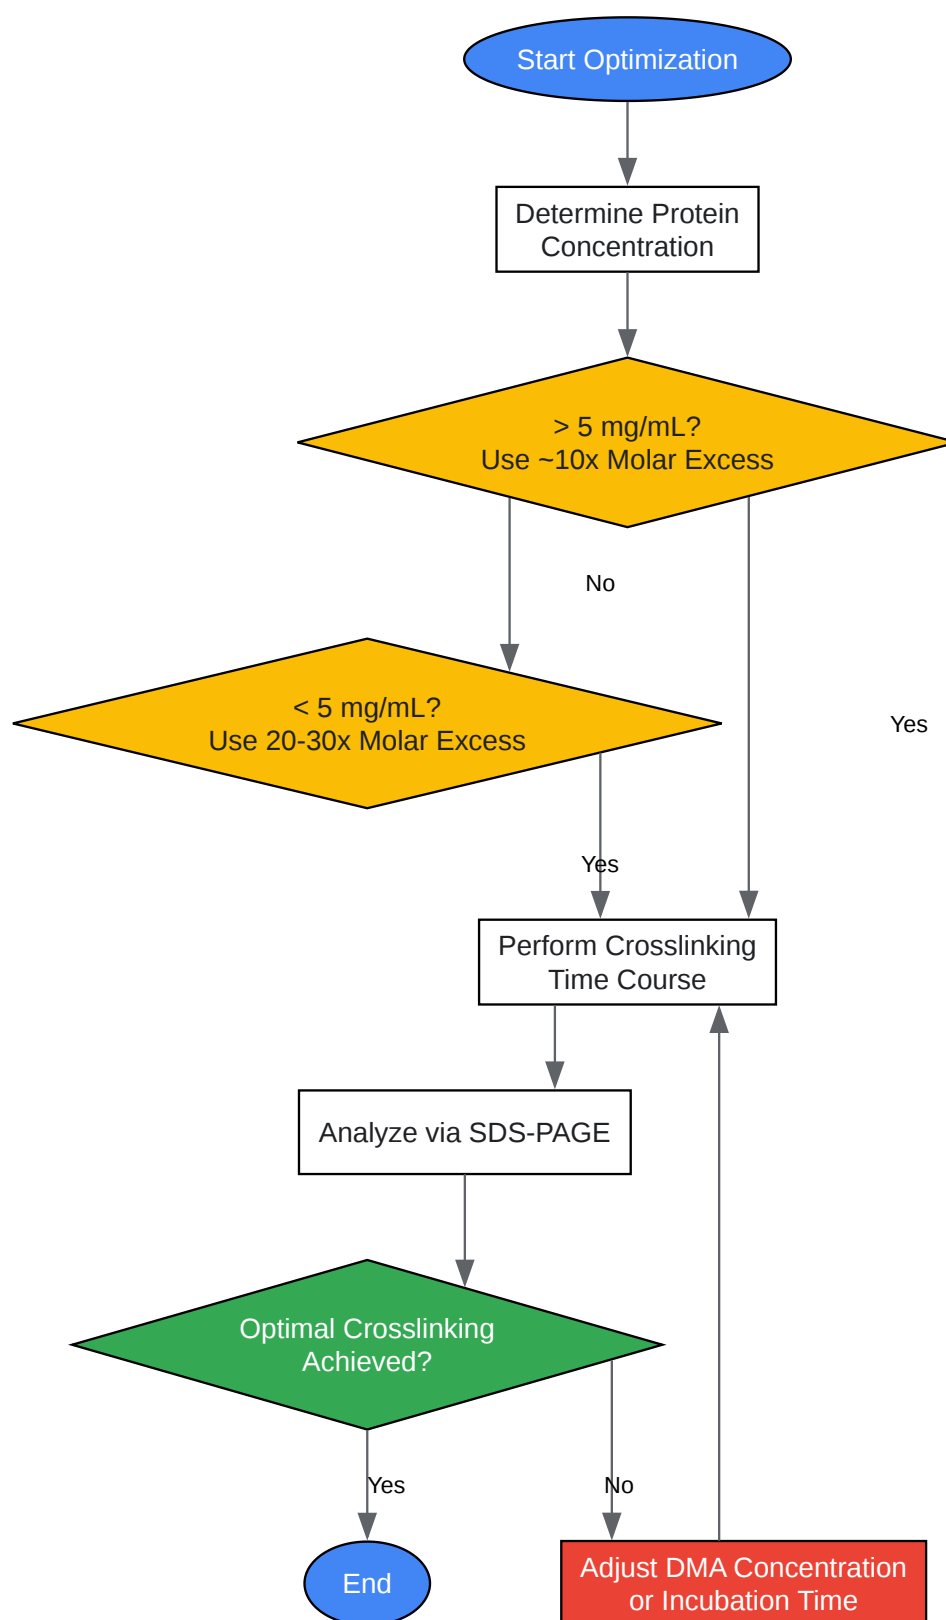 Start Optimization
Determine Protein
Concentration
> 5 mg/mL?
Use ~10x Molar Excess
No
< 5 mg/mL?
Use 20-30x Molar Excess
Yes
Yes
Perform Crosslinking
Time Course
Analyze via SDS-PAGE
Optimal Crosslinking
Achieved?
Yes
No
End
Adjust DMA Concentration
or Incubation Time